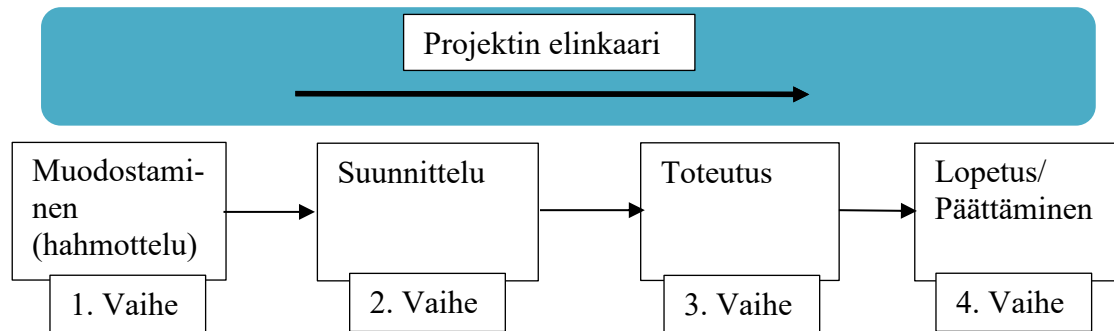 Projektin elinkaari
Muodostami-
nen
(hahmottelu)
1. Vaihe
Suunnittelu
2. Vaihe
Toteutus
3. Vaihe
Lopetus/
Päättäminen
4. Vaihe